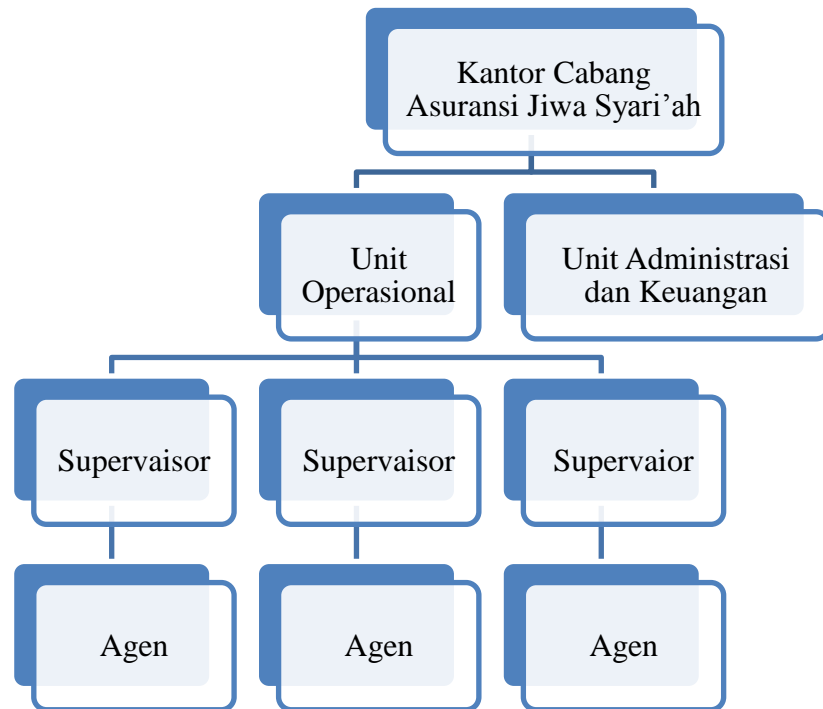 Kantor Cabang
Asuransi Jiwa Syari’ah
Unit
Operasional
Unit Administrasi
dan Keuangan
Supervaisor
Supervaisor
Supervaior
Agen
Agen
Agen